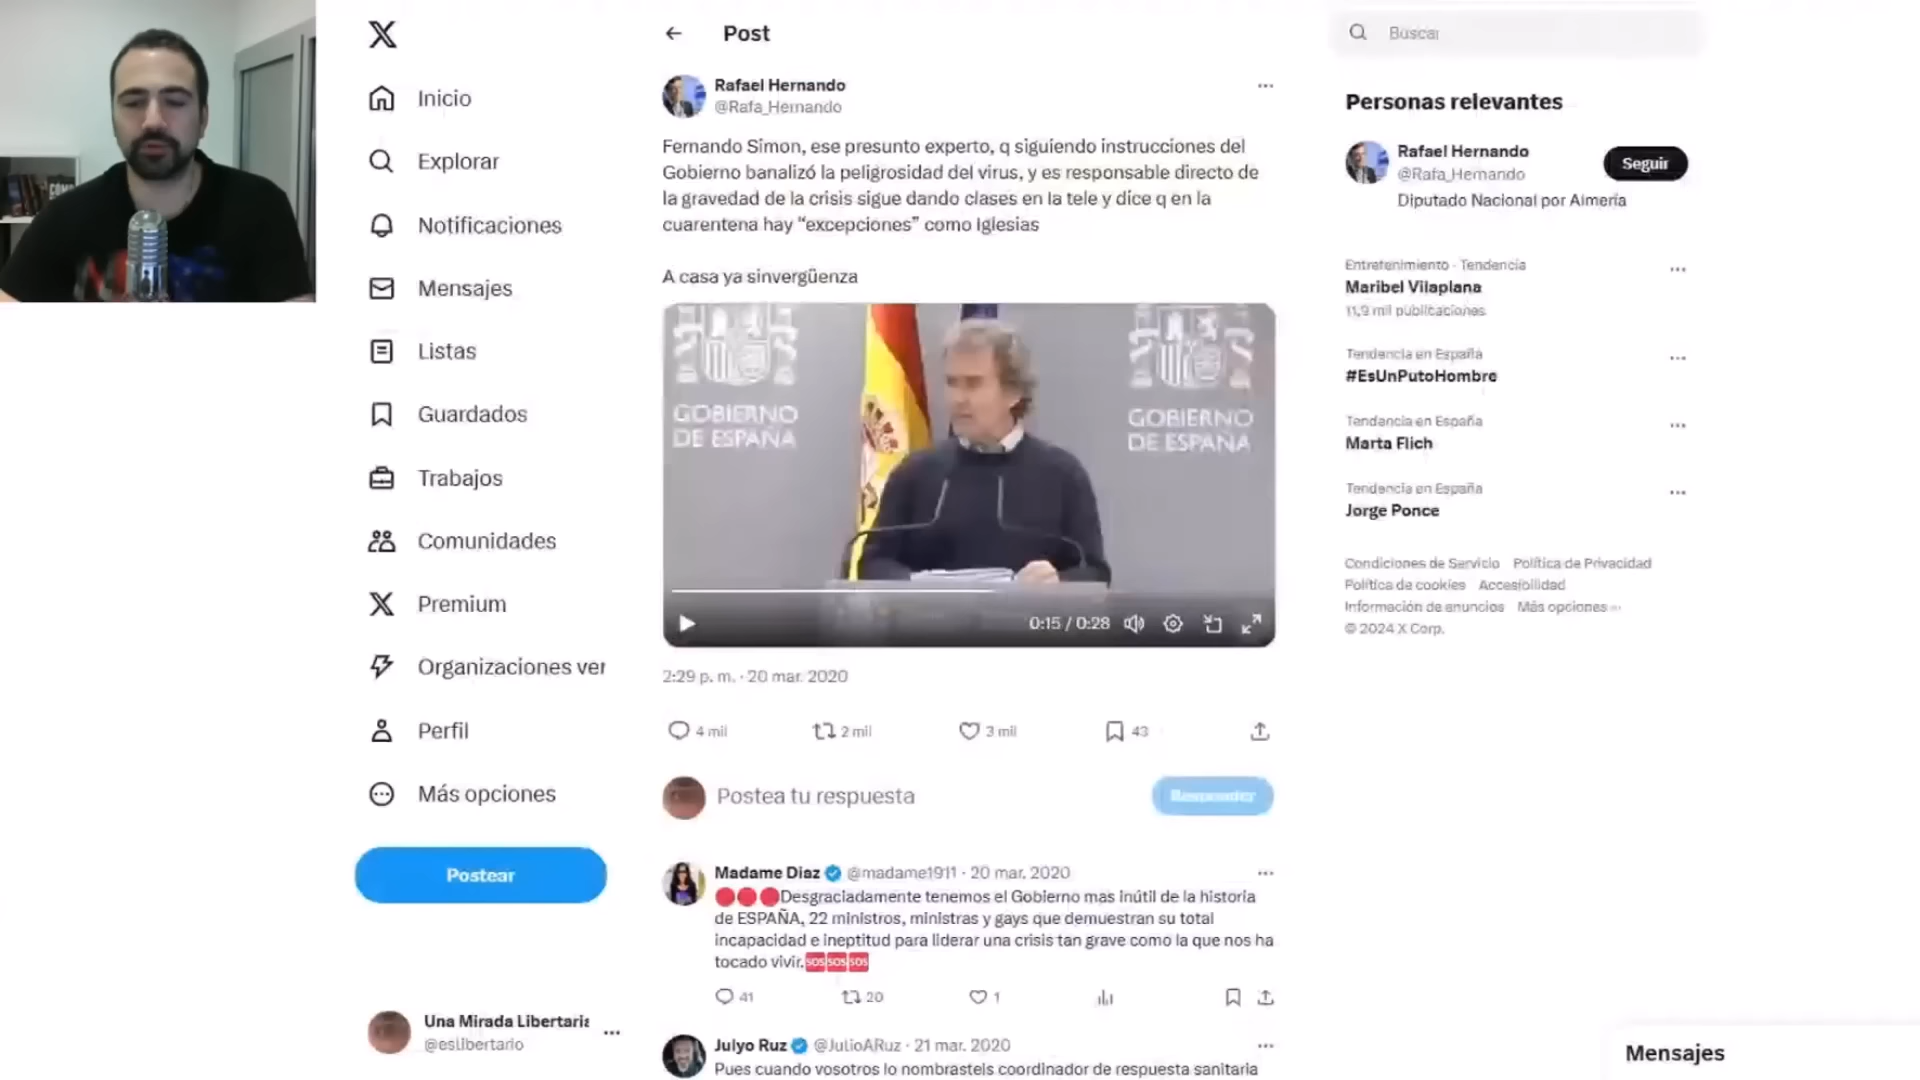 Post
Buscar
Rafael Hernando
@Rafa_Hernando
Fernando Simon, ese presunto experto, q siguiendo instrucciones del
Gobierno banalizó la peligrosidad del virus, y es responsable directo de
la gravedad de la crisis sigue dando clases en la tele y dice q en la
cuarentena hay “excepciones” como Iglesias
A casa ya sinvergüenza
GOBIERNO
DE ESPAÑA
GOBIERNO
DE ESPAÑA
0:15 / 0:28
2:29 p. m. · 20 mar. 2020
4 mil
2 mil
3 mil
43
Postea tu respuesta
Responder
Madame Diaz @madame1911 · 20 mar. 2020
Desgraciadamente tenemos el Gobierno mas inútil de la historia
de ESPAÑA, 22 ministros, ministras y gays que demuestran su total
incapacidad e ineptitud para liderar una crisis tan grave como la que nos ha
tocado vivir.🆘🆘🆘
41
20
1
Julyo Ruz @JulioARuz · 21 mar. 2020
Pues cuando vosotros lo nombrasteis coordinador de respuesta sanitaria
Inicio
Explorar
Notificaciones
Mensajes
Listas
Guardados
Trabajos
Comunidades
Premium
Organizaciones ver
Perfil
Más opciones
Postear
Una Mirada Libertaria
@eslibertario
Personas relevantes
Rafael Hernando
@Rafa_Hernando
Seguir
Diputado Nacional por Almería
Entretenimiento · Tendencia
Maribel Vilaplana
11,9 mil publicaciones
Tendencia en España
#EsUnPutoHombre
Tendencia en España
Marta Flich
Tendencia en España
Jorge Ponce
Condiciones de Servicio Política de Privacidad
Política de cookies Accesibilidad
Información de anuncios Más opciones ···
© 2024 X Corp.
Mensajes